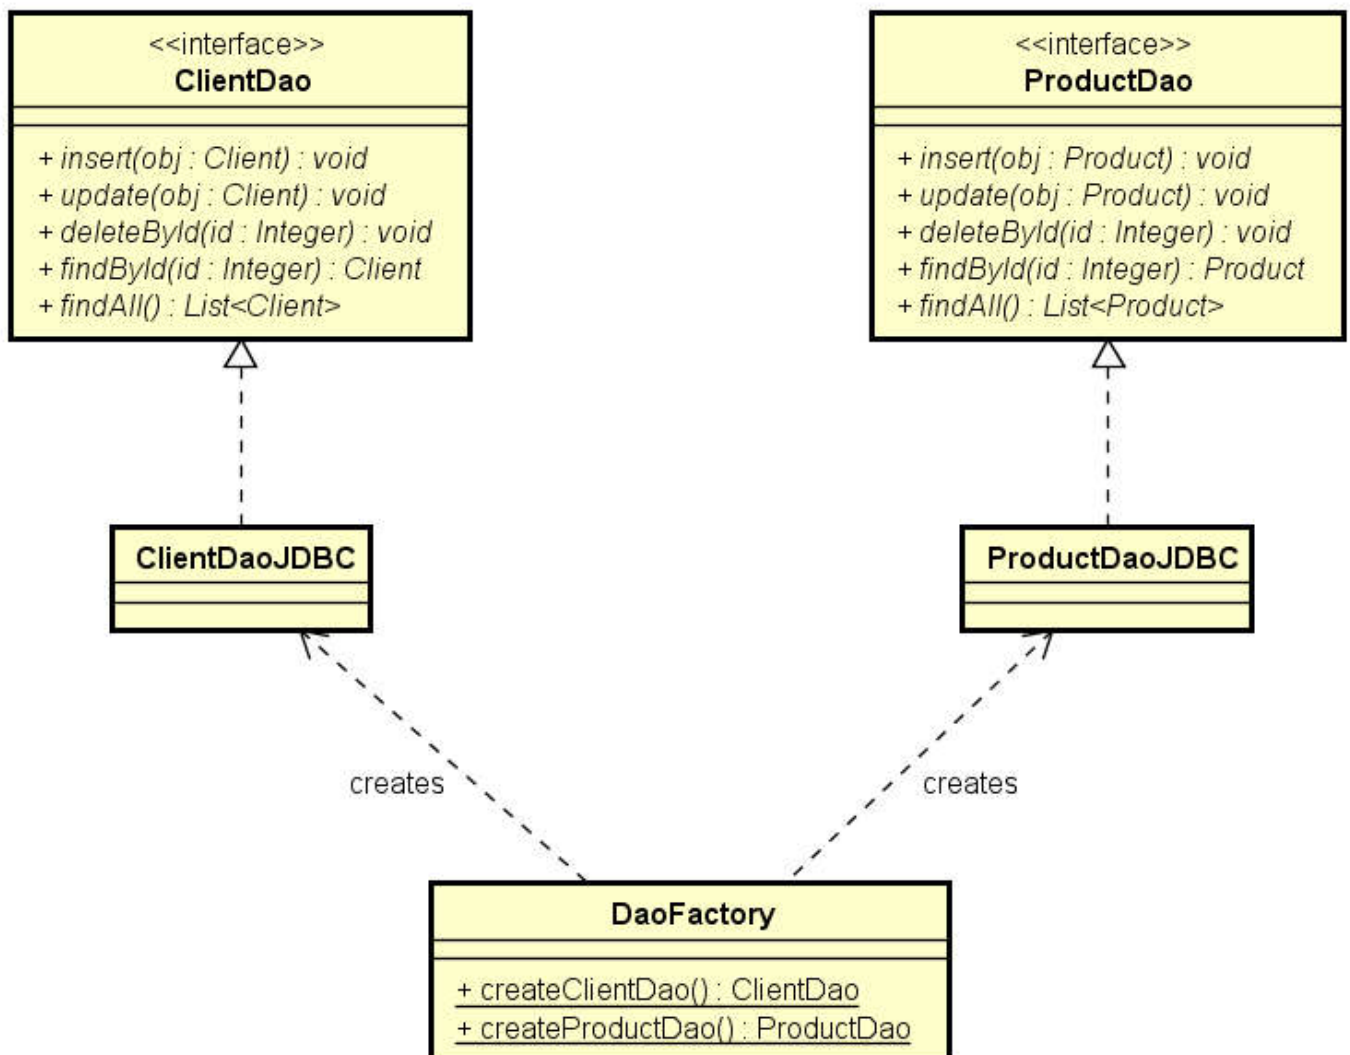 <<interface>>
ClientDao
+ insert(obj : Client) : void
+ update(obj : Client) : void
+ deleteById(id : Integer) : void
+ findById(id : Integer) : Client
+ findAll() : List<Client>
<<interface>>
ProductDao
+ insert(obj : Product) : void
+ update(obj : Product) : void
+ deleteById(id : Integer) : void
+ findById(id : Integer) : Product
+ findAll() : List<Product>
ClientDaoJDBC
ProductDaoJDBC
creates
creates
DaoFactory
+ createClientDao() : ClientDao
+ createProductDao() : ProductDao